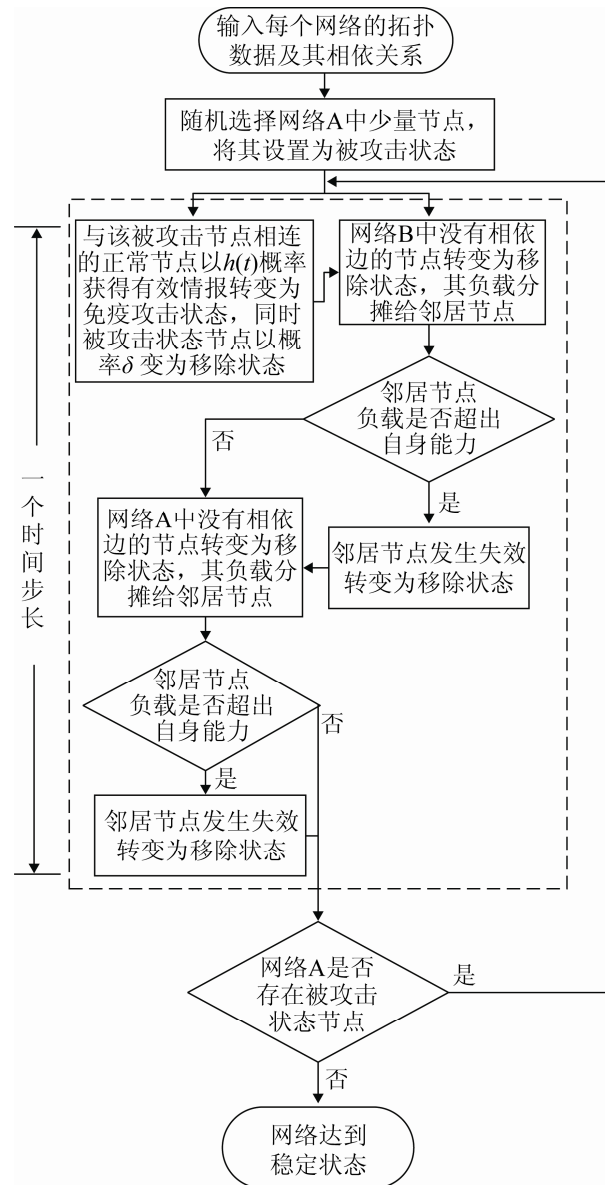 输入每个网络的拓扑
数据及其相依关系
随机选择网络A中少量节点，
将其设置为被攻击状态
与该被攻击节点相连
的正常节点以h(t)概率
获得有效情报转变为
免疫攻击状态，同时
被攻击状态节点以概
率δ变为移除状态
网络B中没有相依
边的节点转变为移
除状态，其负载分
摊给邻居节点
邻居节点
负载是否超出
自身能力
否
是
一个时间步长
网络A中没有相依
边的节点转变为移
除状态，其负载分
摊给邻居节点
邻居节点发生失效
转变为移除状态
邻居节点
负载是否超出
自身能力
否
是
邻居节点发生失效
转变为移除状态
网络A是否
存在被攻击
状态节点
是
否
网络达到
稳定状态